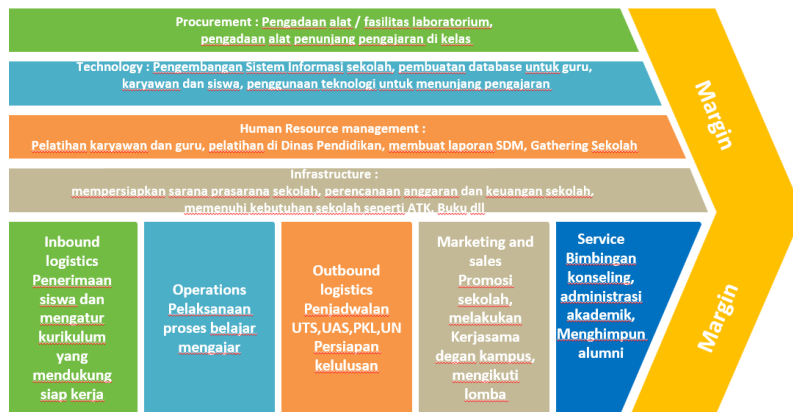 Procurement : Pengadaan alat / fasilitas laboratorium,
pengadaan alat penunjang pengajaran di kelas
Technology : Pengembangan Sistem Informasi sekolah, pembuatan database untuk guru,
karyawan dan siswa, penggunaan teknologi untuk menunjang pengajaran
Human Resource management :
Pelatihan karyawan dan guru, pelatihan di Dinas Pendidikan, membuat laporan SDM, Gathering Sekolah
Infrastructure :
mempersiapkan sarana prasarana sekolah, perencanaan anggaran dan keuangan sekolah,
memenuhi kebutuhan sekolah seperti ATK, Buku dll
Margin
Inbound
logistics
Penerimaan
siswa dan
mengatur
kurikulum
yang
mendukung
siap kerja
Operations
Pelaksanaan
proses belajar
mengajar
Outbound
logistics
Penjadwalan
UTS,UAS,PKL,UN
Persiapan
kelulusan
Marketing and
sales
Promosi
sekolah,
melakukan
Kerjasama
degan kampus,
mengikuti
lomba
Service
Bimbingan
konseling,
administrasi
akademik,
Menghimpun
alumni
Margin